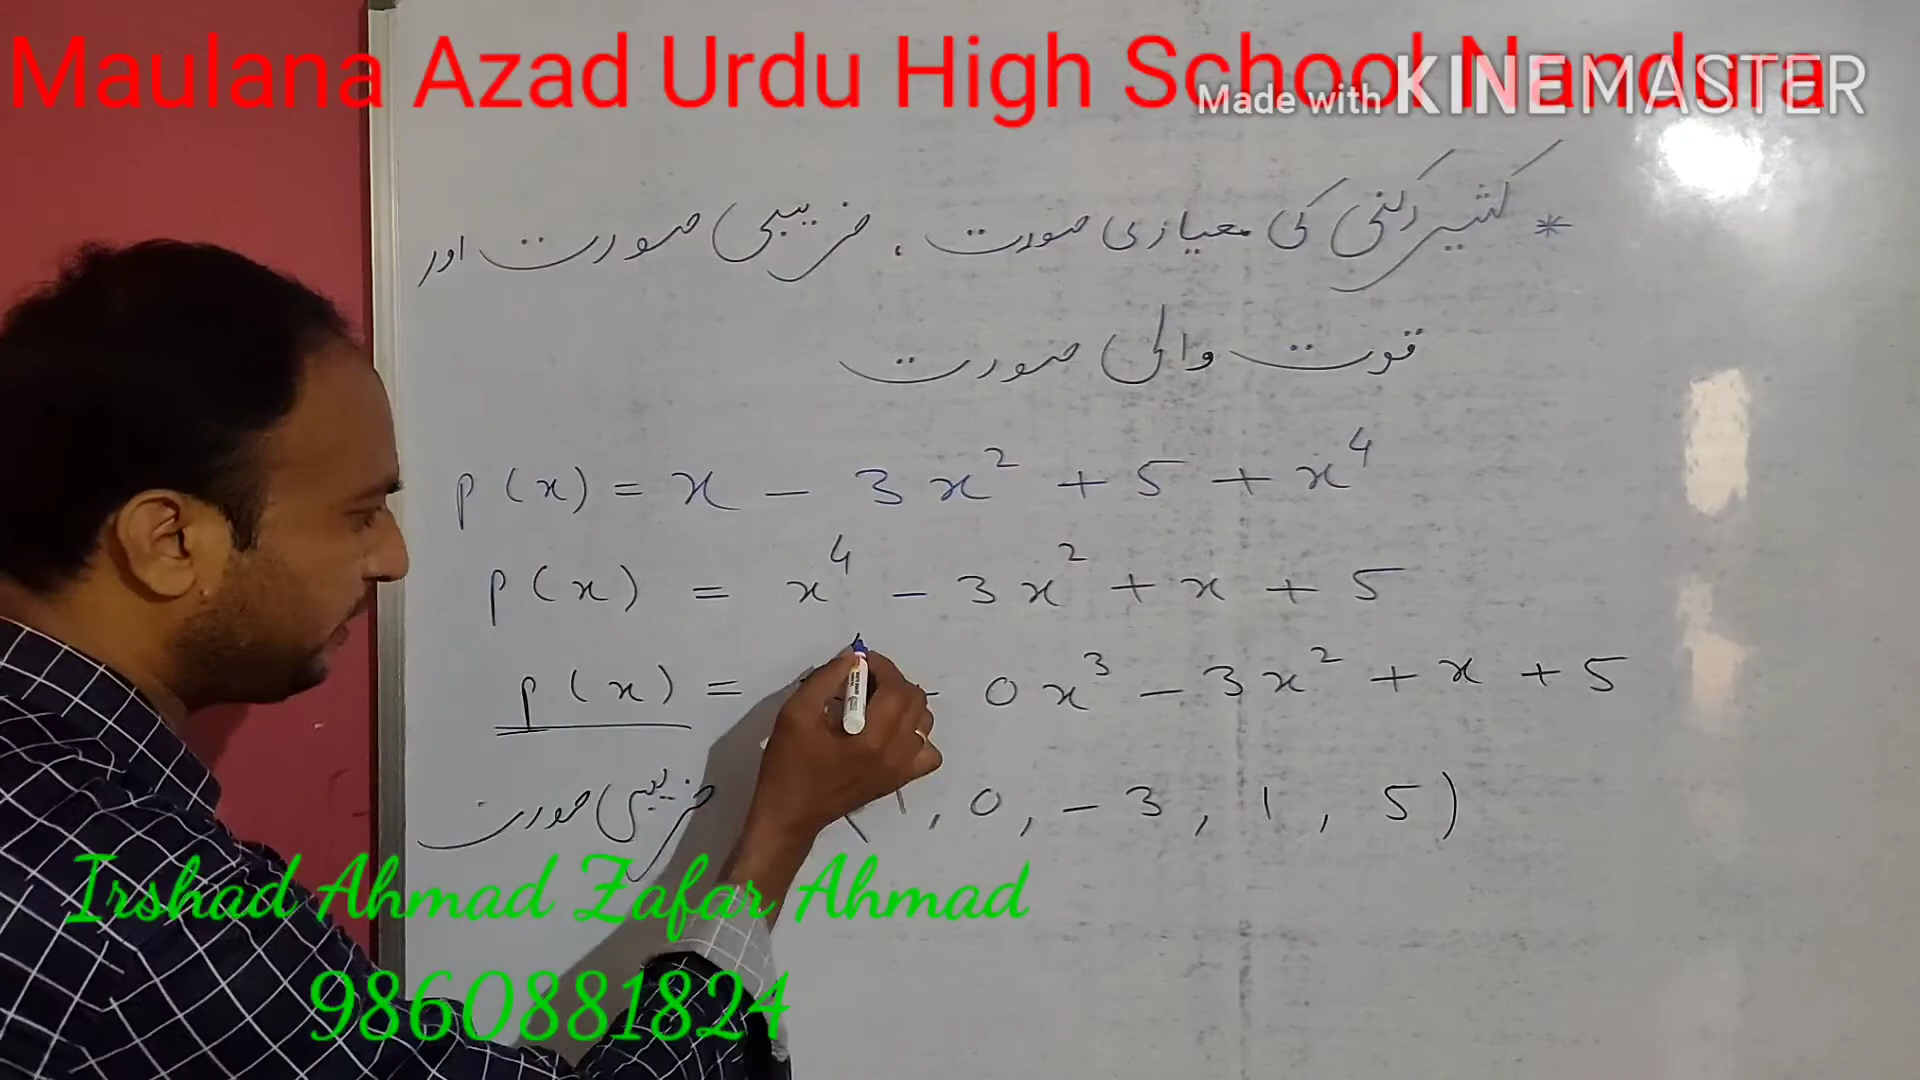 Maulana Azad Urdu High School Nandura
Made with KINEMASTER
* کثیر رکنی کی معیاری صورت ، ضریبی صورت اور
قوت والی صورت
p(x) = x - 3x² + 5 + x⁴
p(x) = x⁴ - 3x² + x + 5
p(x) = - 0x³ - 3x² + x + 5
ضریبی صورت (1, 0, -3, 1, 5)
Irshad Ahmad Zafar Ahmad
9860881824